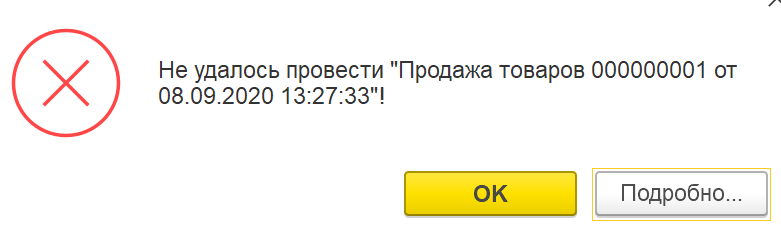 Не удалось провести "Продажа товаров 000000001 от
08.09.2020 13:27:33"!
OK
Подробно...